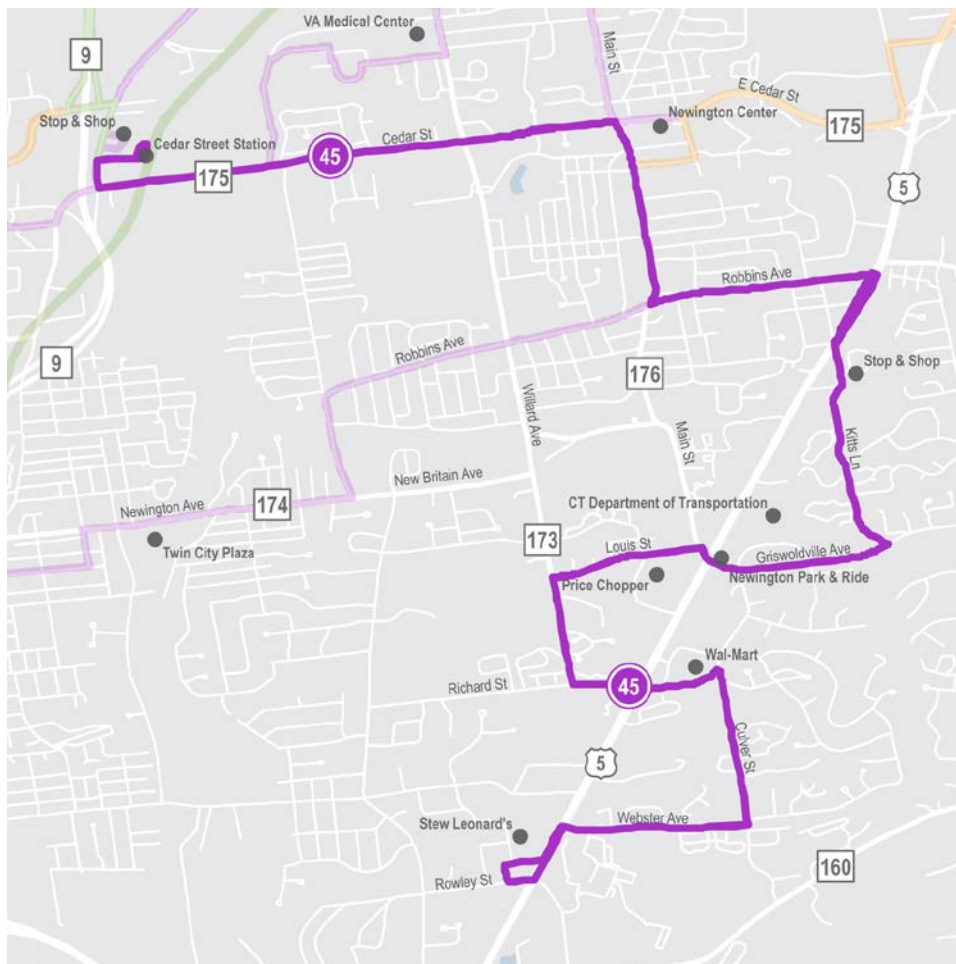 VA Medical Center
9
Main St
E Cedar St
Stop & Shop
Cedar St
Newington Center
175
Cedar Street Station
45
175
5
Robbins Ave
Robbins Ave
9
Stop & Shop
176
Willard Ave
Main St
Kitts Ln
New Britain Ave
Newington Ave
174
CT Department of Transportation
Twin City Plaza
173
Louis St
Griswoldville Ave
Price Chopper
Newington Park & Ride
Wal-Mart
Richard St
45
Culver St
5
Stew Leonard's
Webster Ave
160
Rowley St